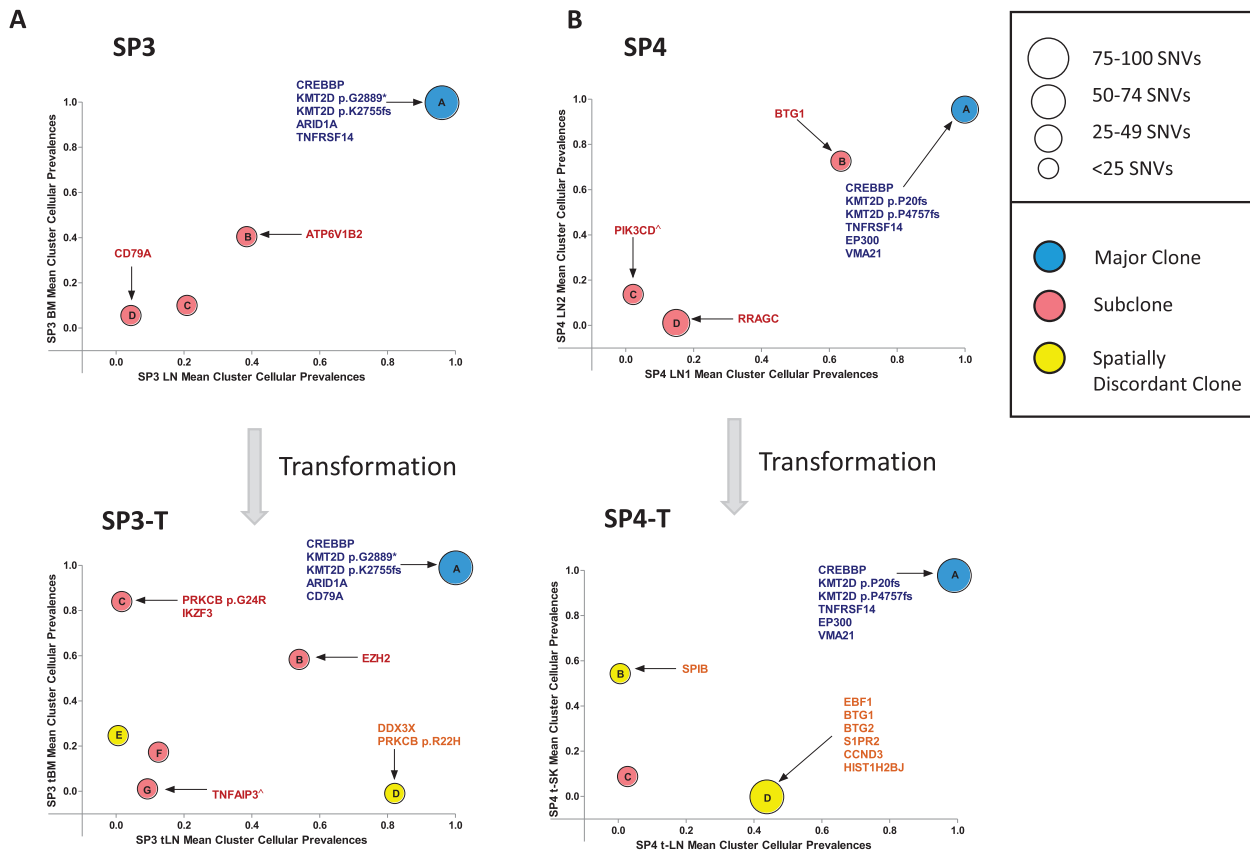 A
SP3
CREBBP
KMT2D p.G2889*
KMT2D p.K2755fs
ARID1A
TNFRSF14
A
ATP6V1B2
B
CD79A
C
D
1.0
0.8
0.6
0.4
0.2
0.0
SP3 BM Mean Cluster Cellular Prevalences
0.0 0.2 0.4 0.6 0.8 1.0
SP3 LN Mean Cluster Cellular Prevalences
B
SP4
BTG1
A
B
CREBBP
KMT2D p.P20fs
KMT2D p.P4757fs
TNFRSF14
EP300
VMA21
PIK3CD^
C
D
RRAGC
1.0
0.8
0.6
0.4
0.2
0.0
SP4 LN2 Mean Cluster Cellular Prevalences
0.0 0.2 0.4 0.6 0.8 1.0
SP4 LN1 Mean Cluster Cellular Prevalences
75-100 SNVs
50-74 SNVs
25-49 SNVs
<25 SNVs
Major Clone
Subclone
Spatially
Discordant Clone
Transformation
Transformation
SP3-T
CREBBP
KMT2D p.G2889*
KMT2D p.K2755fs
ARID1A
CD79A
A
C
PRKCB p.G24R
IKZF3
B
EZH2
E
F
G
TNFAIP3^
DDX3X
PRKCB p.R22H
D
1.0
0.8
0.6
0.4
0.2
0.0
SP3 tBM Mean Cluster Cellular Prevalences
0.0 0.2 0.4 0.6 0.8 1.0
SP3 tLN Mean Cluster Cellular Prevalences
SP4-T
CREBBP
KMT2D p.P20fs
KMT2D p.P4757fs
TNFRSF14
EP300
VMA21
A
B
SPIB
EBF1
BTG1
BTG2
S1PR2
CCND3
HIST1H2BJ
C
D
1.0
0.8
0.6
0.4
0.2
0.0
SP4 t-SK Mean Cluster Cellular Prevalences
0.0 0.2 0.4 0.6 0.8 1.0
SP4 t-LN Mean Cluster Cellular Prevalences